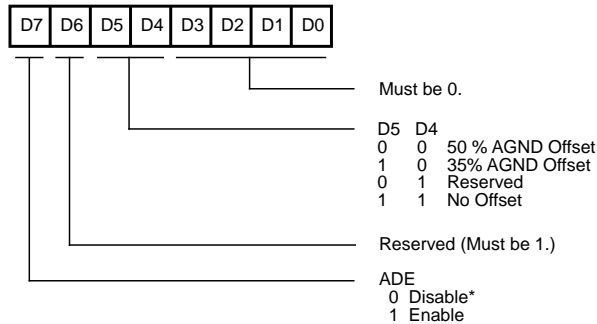 D7 D6 D5 D4 D3 D2 D1 D0
Must be 0.
D5 D4
0 0 50 % AGND Offset
1 0 35% AGND Offset
0 1 Reserved
1 1 No Offset
Reserved (Must be 1.)
ADE
0 Disable*
1 Enable